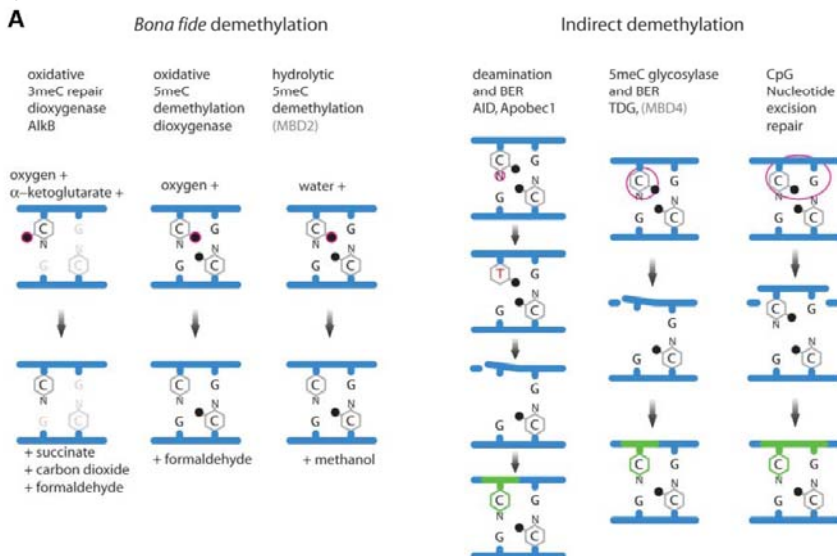 A
Bona fide demethylation
Indirect demethylation
oxidative
3meC repair
dioxygenase
AlkB
oxidative
5meC
demethylation
dioxygenase
hydrolytic
5meC
demethylation
(MBD2)
deamination
and BER
AID, Apobec1
5meC glycosylase
and BER
TDG, (MBD4)
CpG
Nucleotide
excision
repair
oxygen +
α-ketoglutarate +
C
N
G
N
G
C
oxygen +
C
N
G
N
G
C
water +
C
N
G
N
G
C
C
N
G
N
G
C
C
N
G
N
G
C
C
N
G
N
G
C
T
G
N
G
C
G
N
G
C
C
N
G
N
G
C
C
N
G
N
G
C
+ succinate
+ carbon dioxide
+ formaldehyde
C
N
G
N
G
C
+ formaldehyde
C
N
G
N
G
C
+ methanol
G
N
G
C
C
N
G
N
G
C
C
N
G
N
G
C
C
N
G
N
G
C